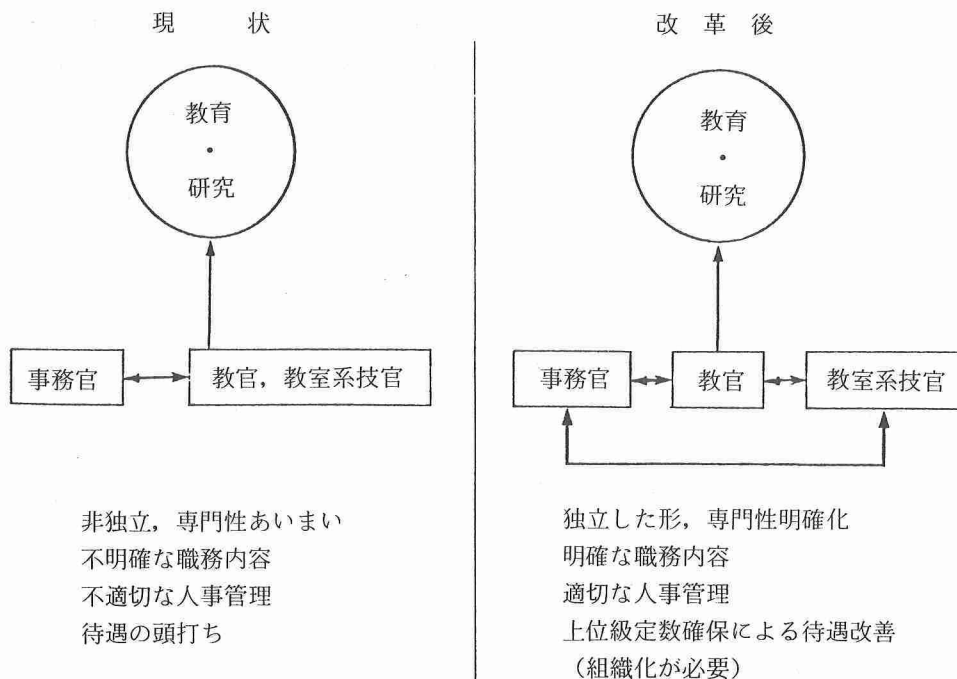 現 状
教育
・
研究
事務官
教官，教室系技官
非独立，専門性あいまい
不明確な職務内容
不適切な人事管理
待遇の頭打ち
改 革 後
教育
・
研究
事務官
教官
教室系技官
独立した形，専門性明確化
明確な職務内容
適切な人事管理
上位級定数確保による待遇改善
（組織化が必要）